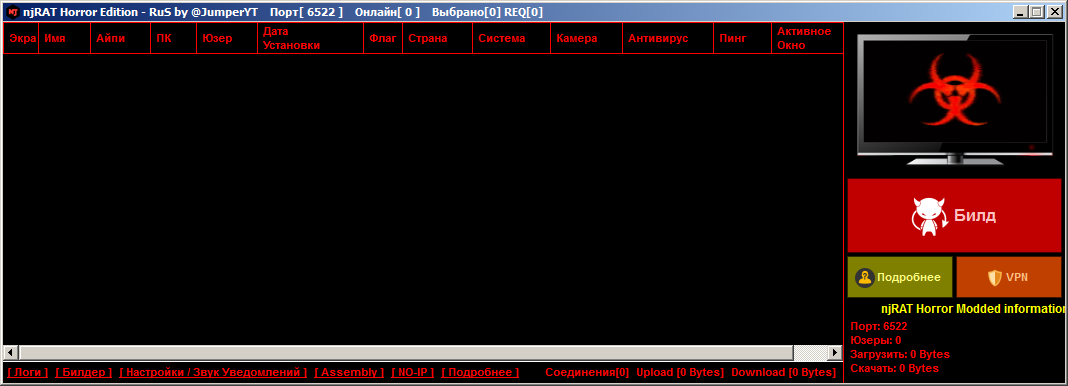 njRAT Horror Edition - RuS by @JumperYT Порт[ 6522 ] Онлайн[ 0 ] Выбрано[0] REQ[0]
Экра Имя Айпи ПК Юзер Дата Установки Флаг Страна Система Камера Антивирус Пинг Активное Окно
Билд
Подробнее VPN
njRAT Horror Modded information
Порт: 6522
Юзеры: 0
Загрузить: 0 Bytes
Скачать: 0 Bytes
[ Логи ] [ Билдер ] [ Настройки / Звук Уведомлений ] [ Assembly ] [ NO-IP ] [ Подробнее ] Соединения[0] Upload [0 Bytes] Download [0 Bytes]